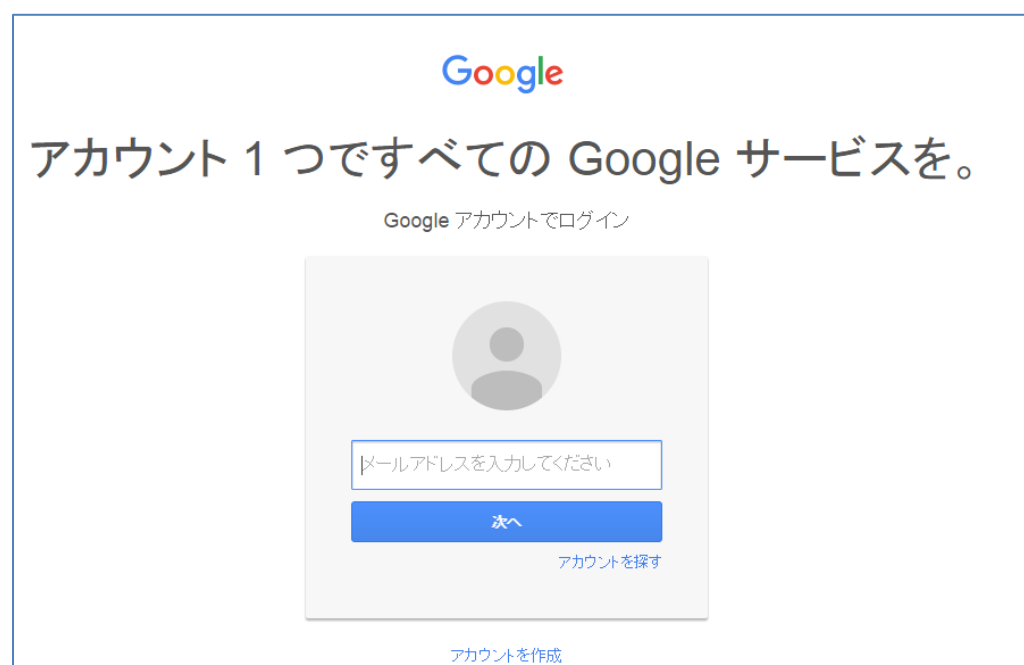 Google
アカウント 1 つですべての Google サービスを。
Google アカウントでログイン
メールアドレスを入力してください
次へ
アカウントを探す
アカウントを作成